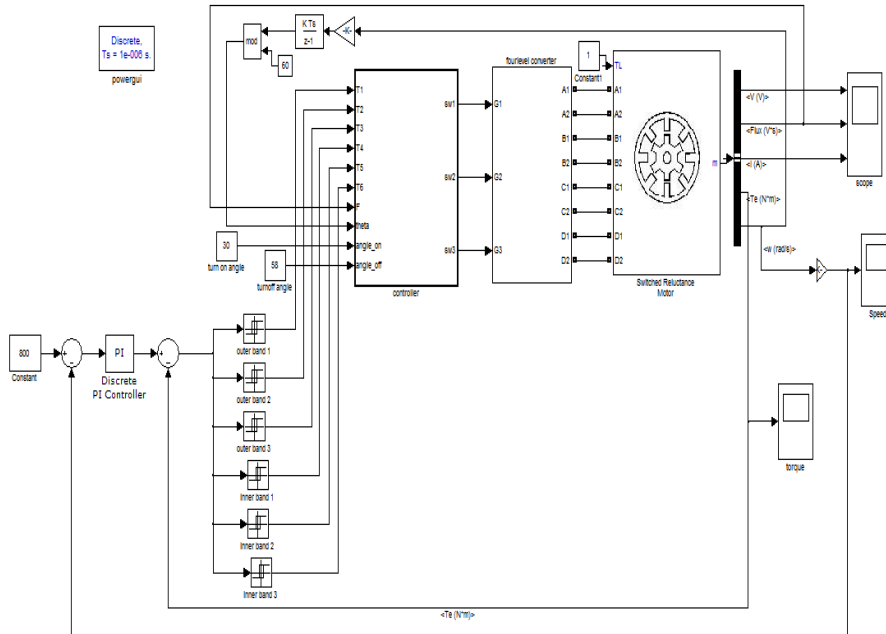 Discrete,
Ts = 1e-006 s.
powergui
mod
K Ts
z-1
-K-
60
fourlevel converter
1
Constant1
TL
T1
T2
T3
T4
T5
T6
F
theta
angle_on
angle_off
sw1
sw2
sw3
controller
G1
G2
G3
A1
A2
B1
B2
C1
C2
D1
D2
A1
A2
B1
B2
C1
C2
D1
D2
m
Switched Reluctance
Motor
<V (V)>
<Flux (V*s)>
<I (A)>
<Te (N*m)>
<w (rad/s)>
scope
Speed
30
turn on angle
58
turnoff angle
800
Constant
+
-
PI
Discrete
PI Controller
+
-
outer band 1
outer band 2
outer band 3
Inner band 1
Inner band 2
Inner band 3
torque
<Te (N*m)>